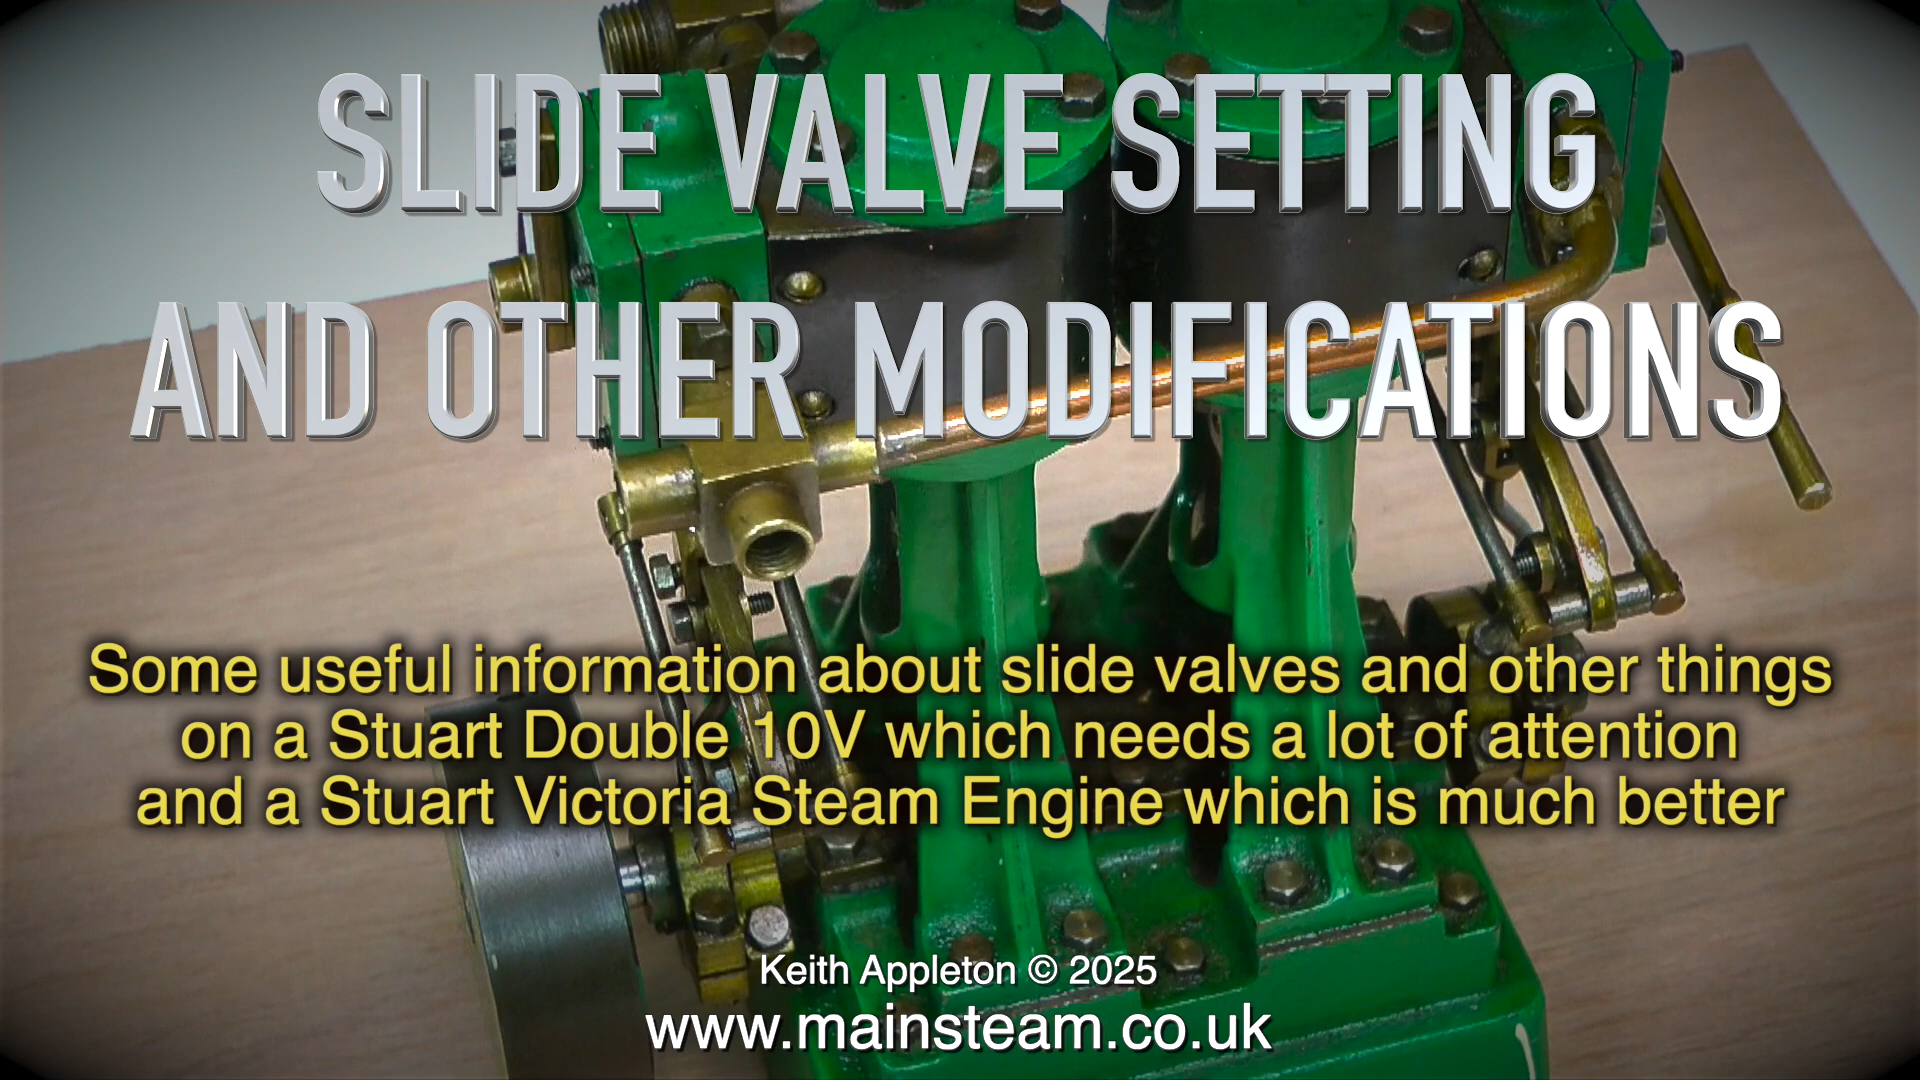 SLIDE VALVE SETTING
AND OTHER MODIFICATIONS
Some useful information about slide valves and other things
on a Stuart Double 10V which needs a lot of attention
and a Stuart Victoria Steam Engine which is much better
Keith Appleton © 2025
www.mainsteam.co.uk